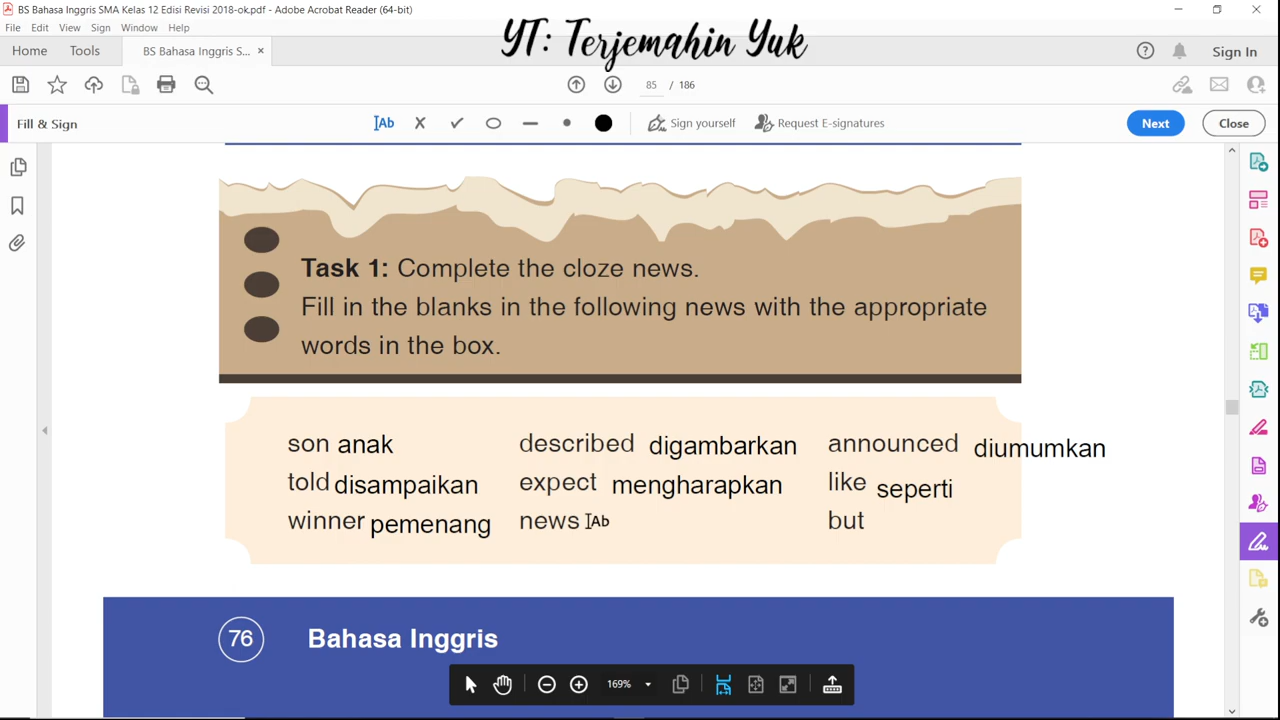 BS Bahasa Inggris SMA Kelas 12 Edisi Revisi 2018-ok.pdf - Adobe Acrobat Reader (64-bit)
File Edit View Sign Window Help
YT: Terjemahin Yuk
Home Tools BS Bahasa Inggris S... × Sign In
85 / 186
Fill & Sign Ab Sign yourself Request E-signatures Next Close
Task 1: Complete the cloze news.
Fill in the blanks in the following news with the appropriate
words in the box.
son anak described digambarkan announced diumumkan
told disampaikan expect mengharapkan like seperti
winner pemenang news Ab but
76 Bahasa Inggris
169%